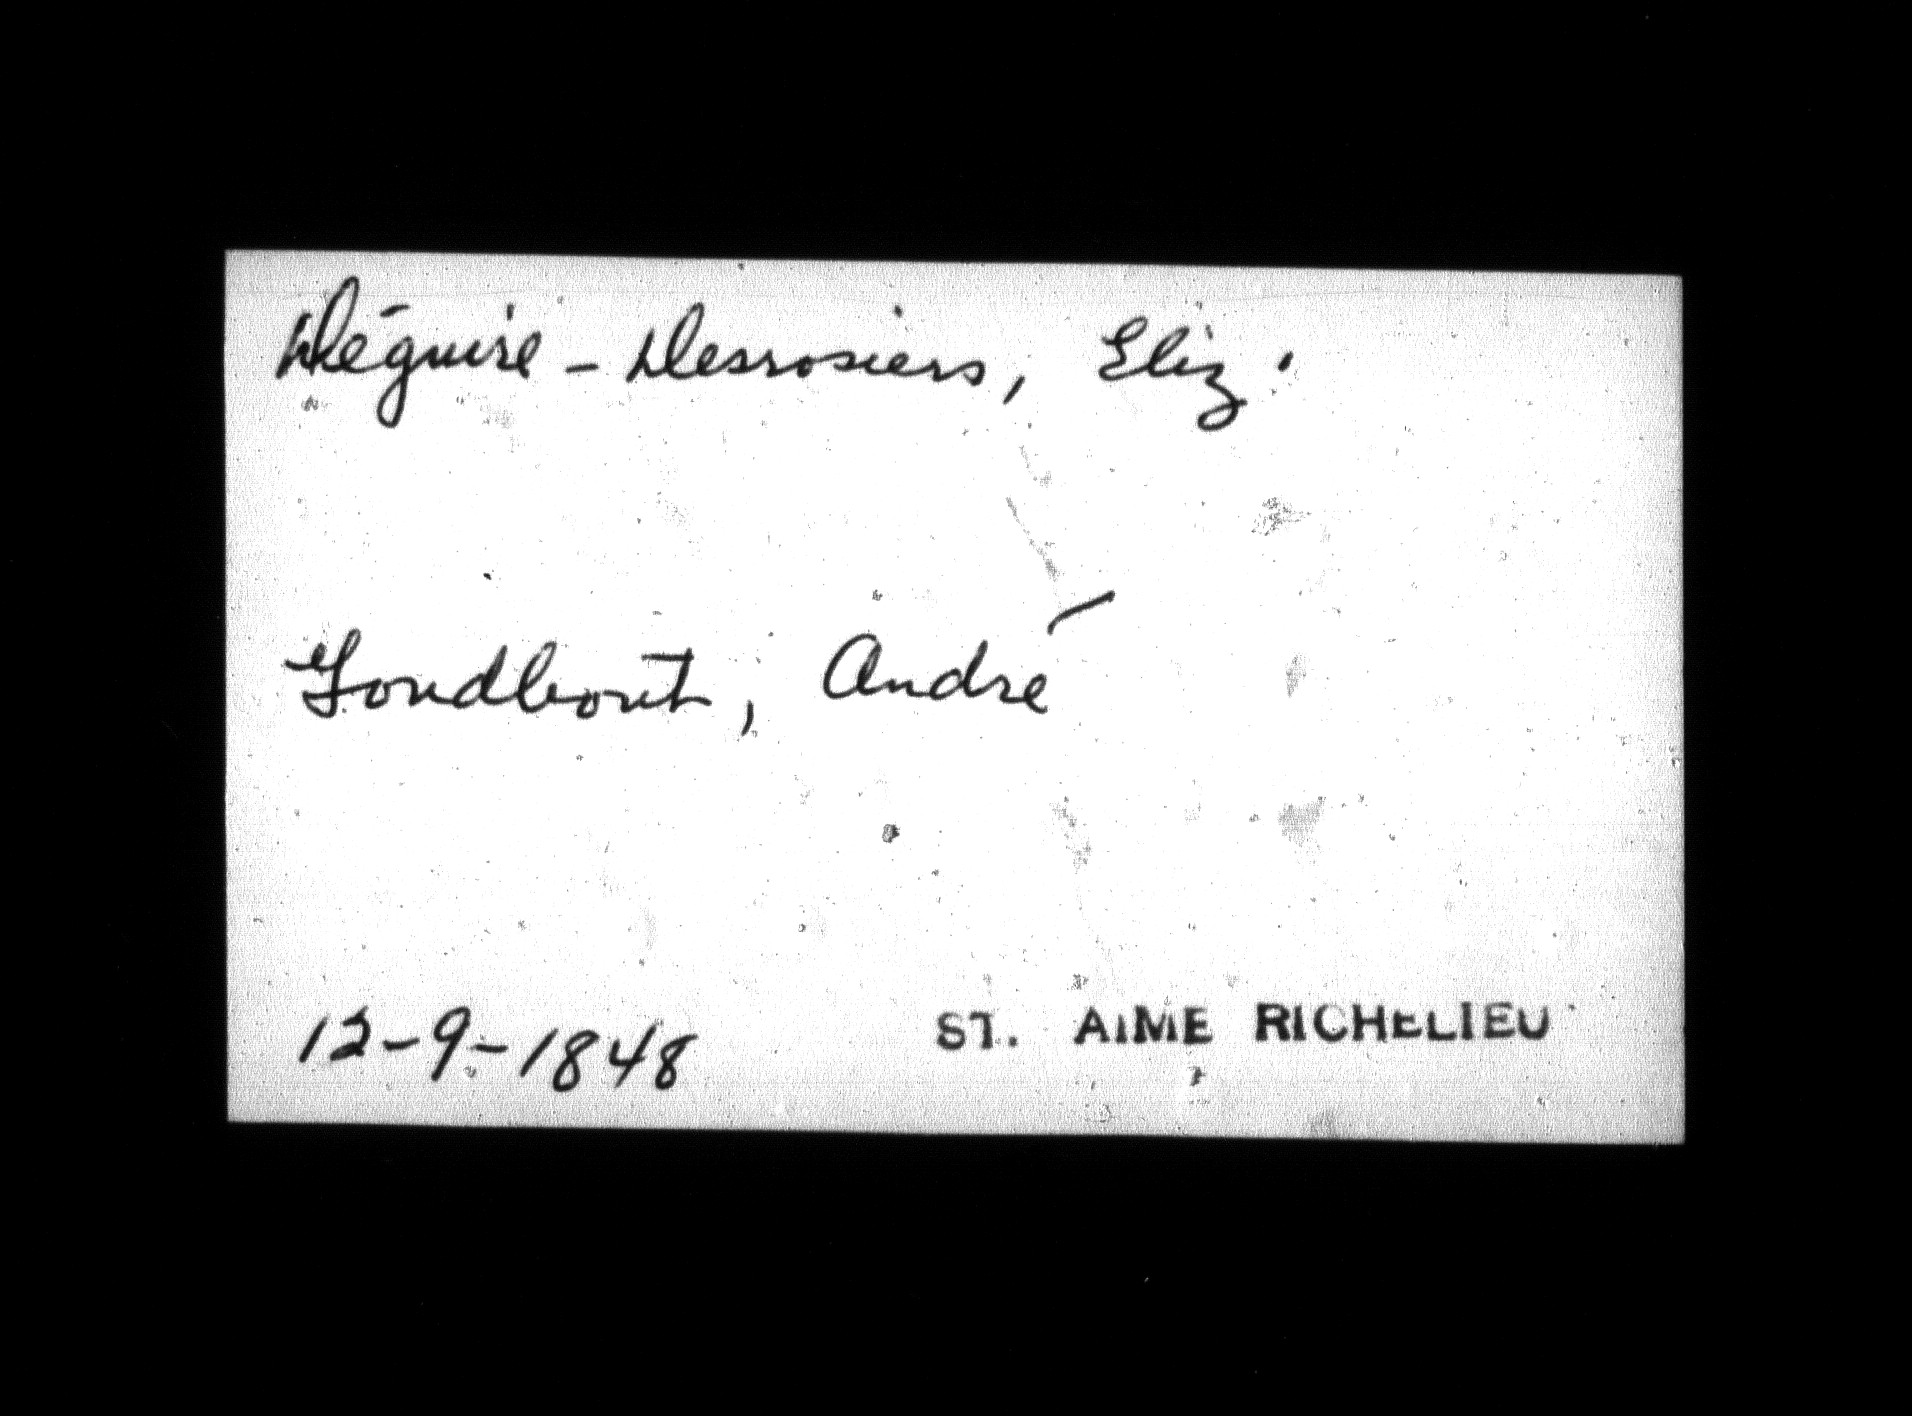 Déguire - Desrosiers, Eliz.
Goudbout, André
12-9-1848 ST. AIME RICHELIEU